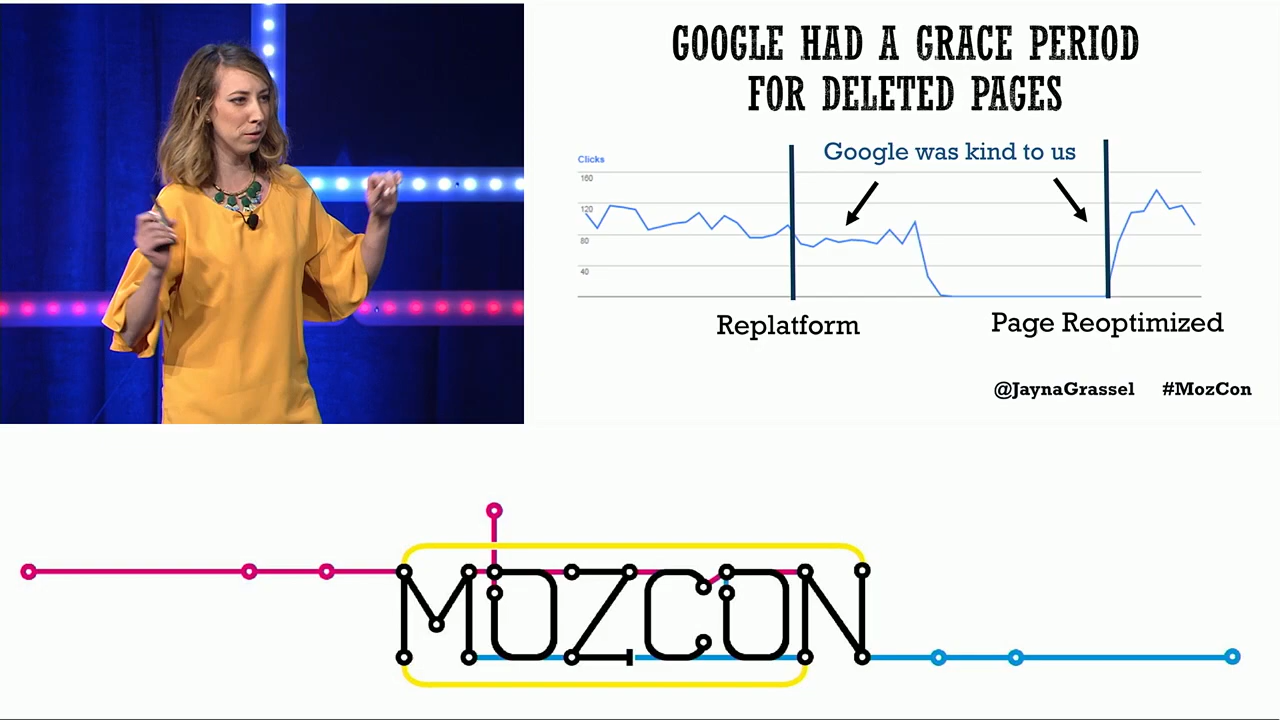 GOOGLE HAD A GRACE PERIOD
FOR DELETED PAGES
Google was kind to us
Clicks
160
120
80
40
Replatform
Page Reoptimized
@JaynaGrassel #MozCon
MOZCON